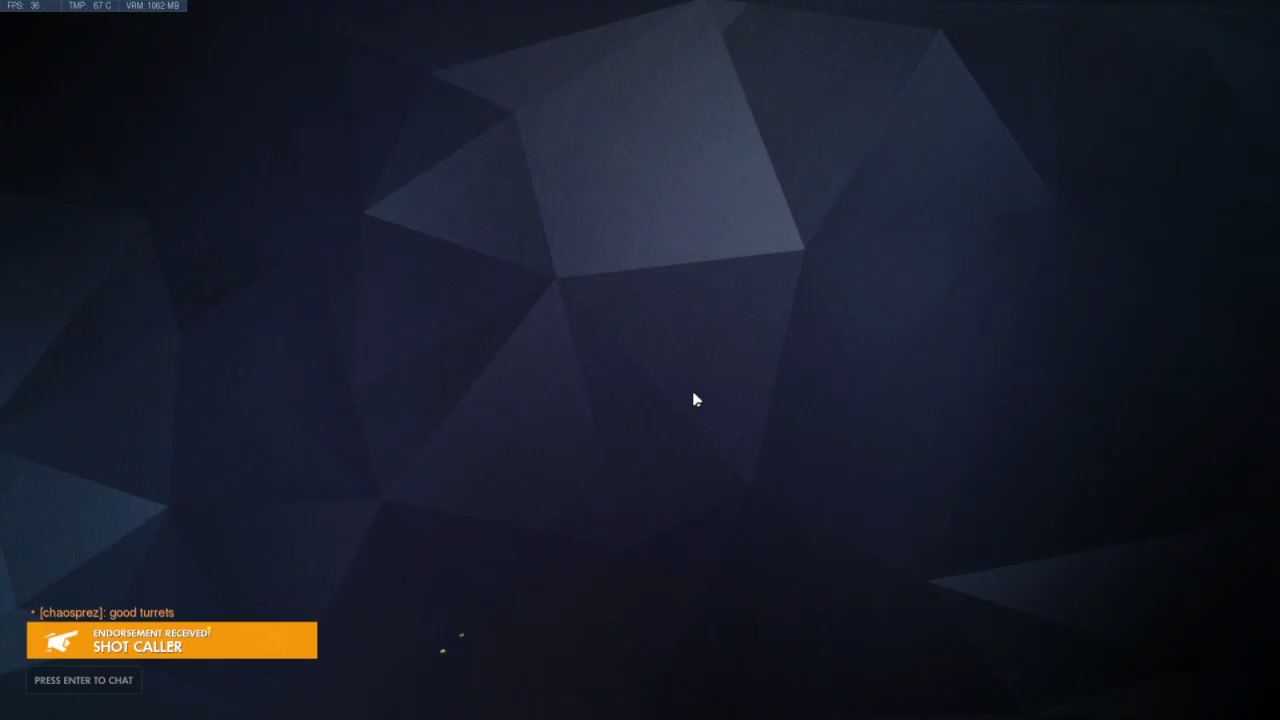 FPS: 36 TMP: 67 C VRM: 1062 MB
• [chaosprez]: good turrets
ENDORSEMENT RECEIVED!
SHOT CALLER
PRESS ENTER TO CHAT